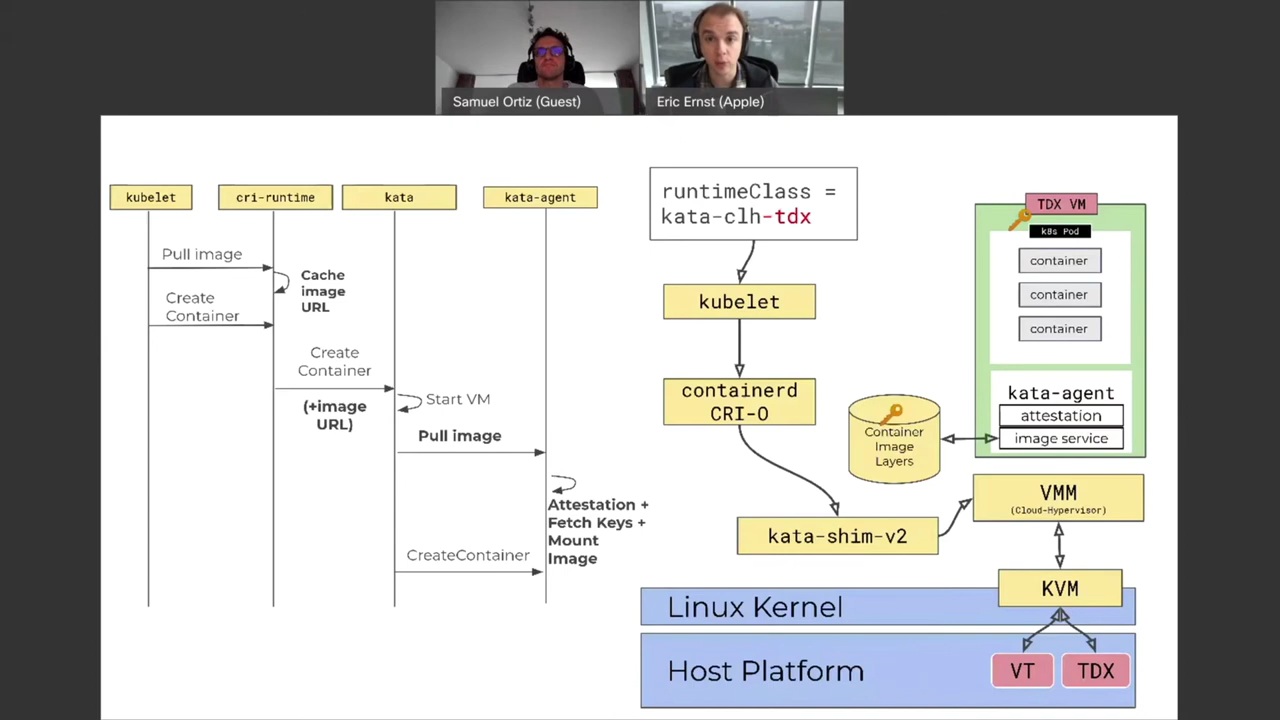 Samuel Ortiz (Guest)
Eric Ernst (Apple)
kubelet
cri-runtime
kata
kata-agent
Pull image
Cache
image
URL
Create
Container
Create
Container
(+image
URL)
Start VM
Pull image
Attestation +
Fetch Keys +
Mount
Image
CreateContainer
runtimeClass =
kata-clh-tdx
kubelet
containerd
CRI-O
kata-shim-v2
Container
Image
Layers
TDX VM
k8s Pod
container
container
container
kata-agent
attestation
image service
VMM
(Cloud-Hypervisor)
KVM
Linux Kernel
Host Platform
VT
TDX